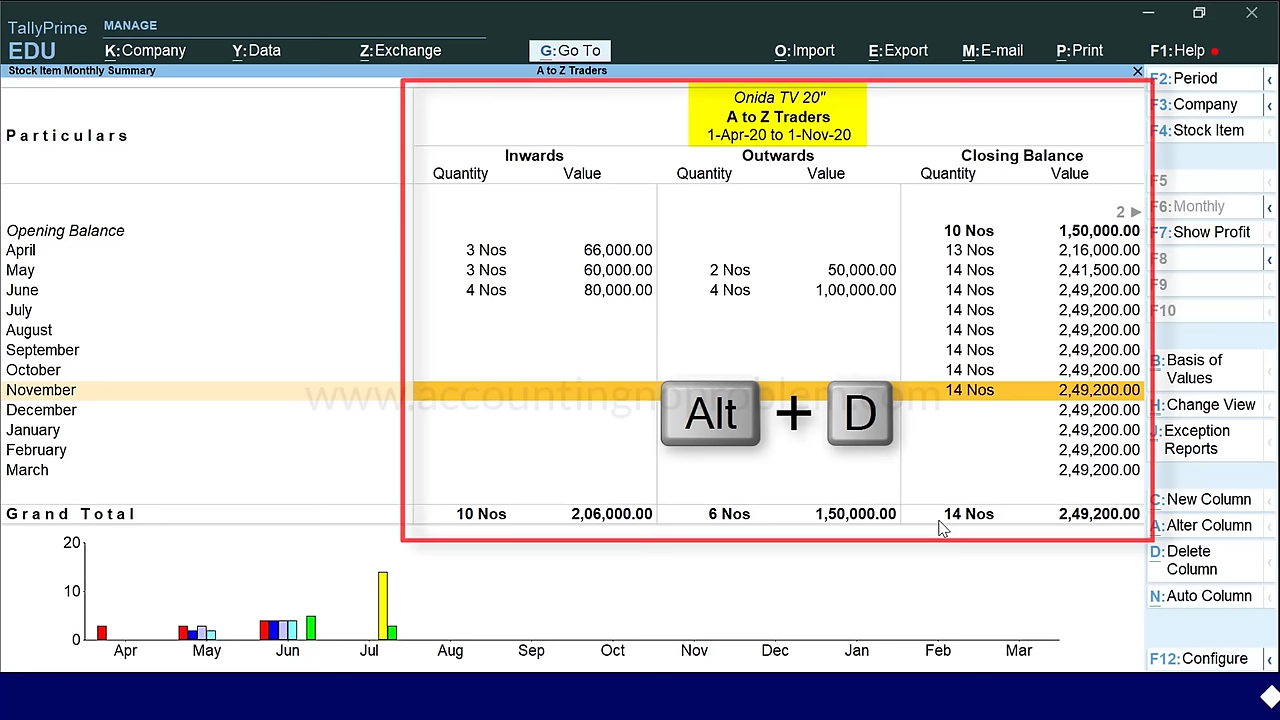 TallyPrime
MANAGE
EDU
K:Company Y:Data Z:Exchange G:Go To O:Import E:Export M:E-mail P:Print F1:Help
Stock Item Monthly Summary A to Z Traders
Onida TV 20"
A to Z Traders
1-Apr-20 to 1-Nov-20
Particulars
Inwards Outwards Closing Balance
Quantity Value Quantity Value Quantity Value
2
Opening Balance 10 Nos 1,50,000.00
April 3 Nos 66,000.00 13 Nos 2,16,000.00
May 3 Nos 60,000.00 2 Nos 50,000.00 14 Nos 2,41,500.00
June 4 Nos 80,000.00 4 Nos 1,00,000.00 14 Nos 2,49,200.00
July 14 Nos 2,49,200.00
August 14 Nos 2,49,200.00
September 14 Nos 2,49,200.00
October 14 Nos 2,49,200.00
November 14 Nos 2,49,200.00
www.accountingnoproblem.com
Alt + D
December 2,49,200.00
January 2,49,200.00
February 2,49,200.00
March 2,49,200.00
Grand Total 10 Nos 2,06,000.00 6 Nos 1,50,000.00 14 Nos 2,49,200.00
20
10
0
Apr May Jun Jul Aug Sep Oct Nov Dec Jan Feb Mar
F2:Period
F3:Company
F4:Stock Item
F5
F6:Monthly
F7:Show Profit
F8
F9
F10
B:Basis of
Values
H:Change View
J:Exception
Reports
C:New Column
A:Alter Column
D:Delete
Column
N:Auto Column
F12:Configure